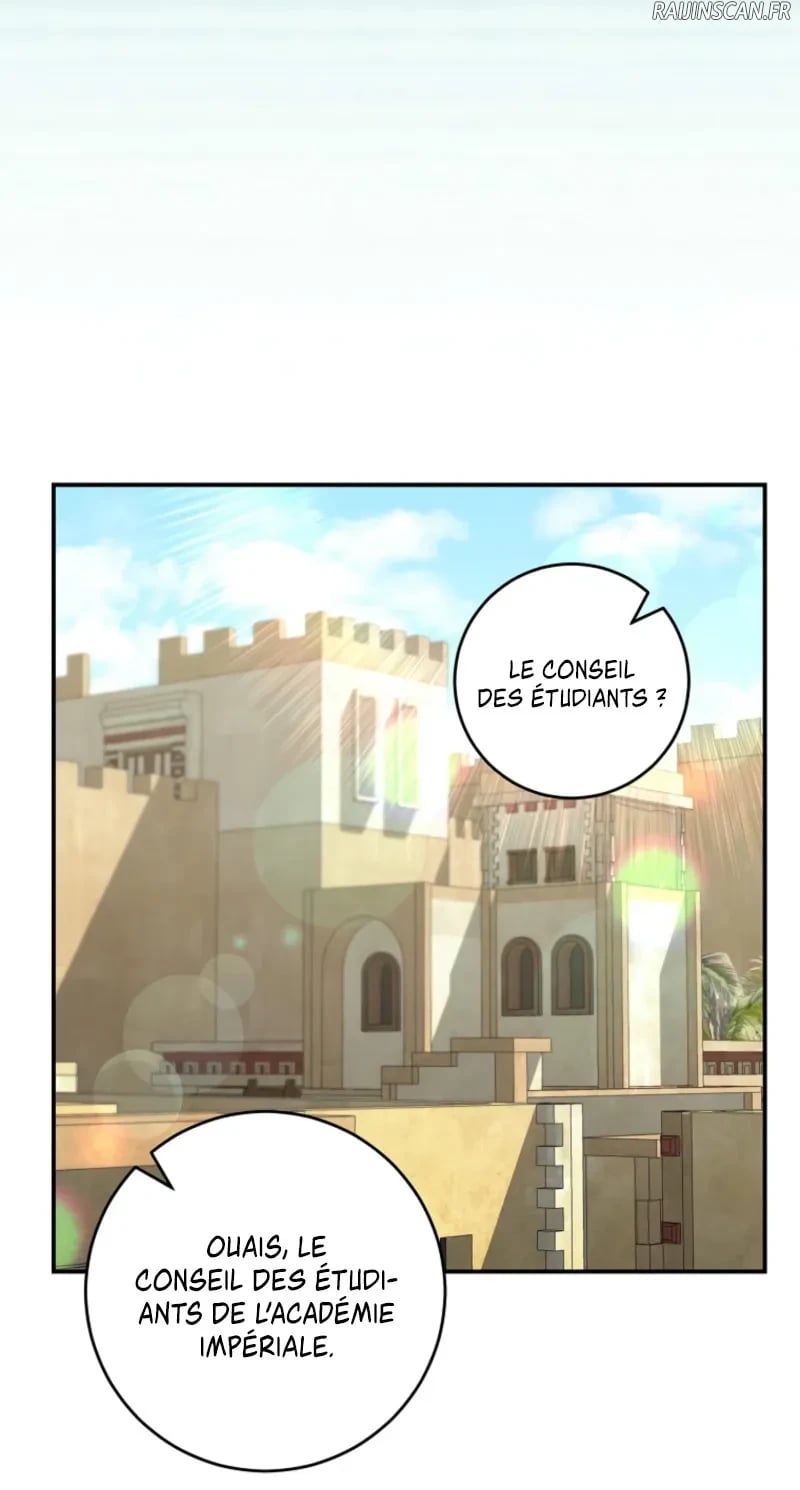 RAIJINSCAN.FR
LE CONSEIL
DES ÉTUDIANTS ?
OUAIS, LE
CONSEIL DES ÉTUDI-
ANTS DE L'ACADÉMIE
IMPÉRIALE.